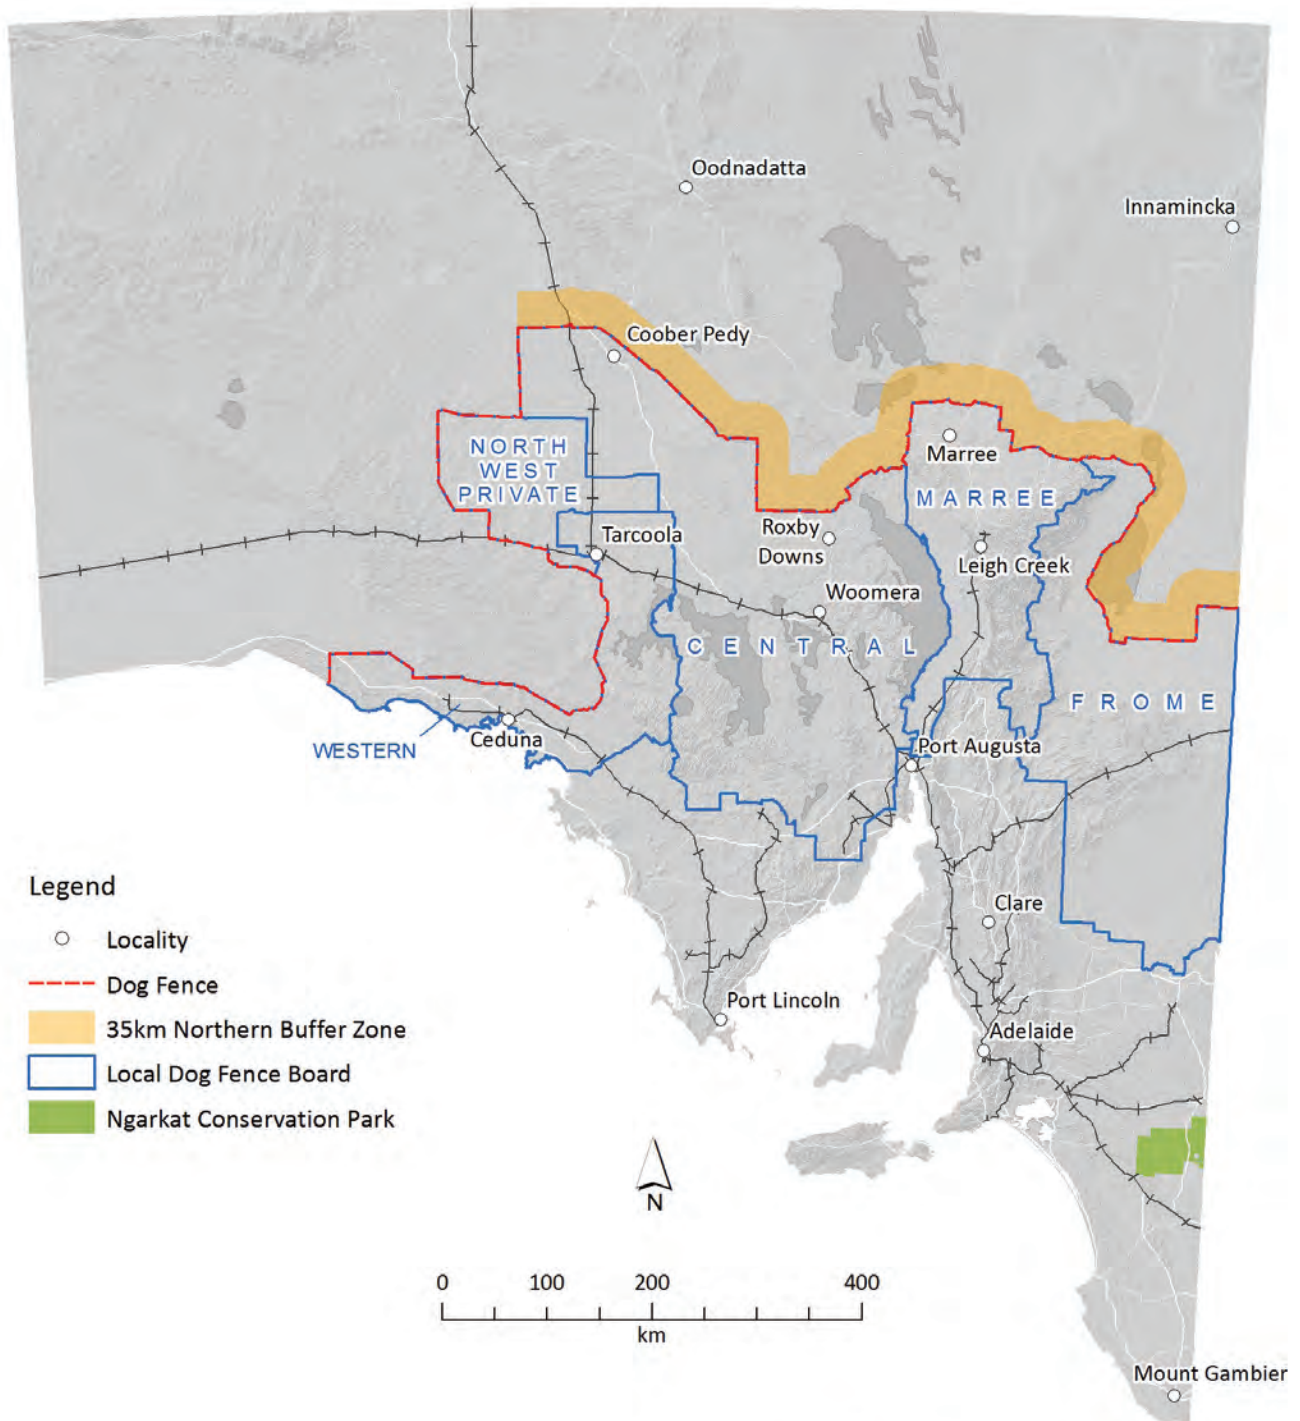 Oodnadatta
Innamincka
Coober Pedy
Marree
NORTH
WEST
PRIVATE
MARREE
Roxby
Downs
Tarcoola
Leigh Creek
Woomera
CENTRAL
FROME
WESTERN
Ceduna
Port Augusta
Clare
Port Lincoln
Adelaide
Mount Gambier
Legend
Locality
Dog Fence
35km Northern Buffer Zone
Local Dog Fence Board
Ngarkat Conservation Park
N
0 100 200 400
km